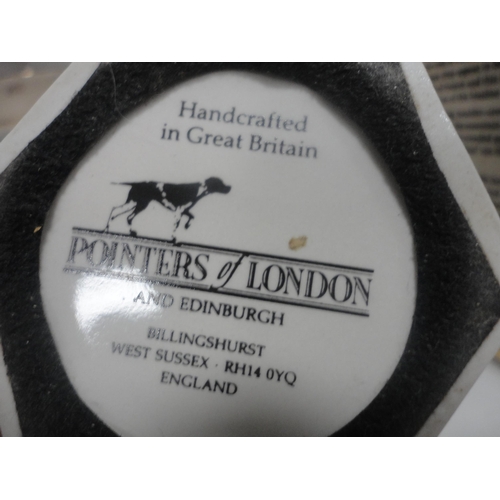 Handcrafted
in Great Britain
POINTERS of LONDON
AND EDINBURGH
BILLINGSHURST
WEST SUSSEX · RH14 0YQ
ENGLAND